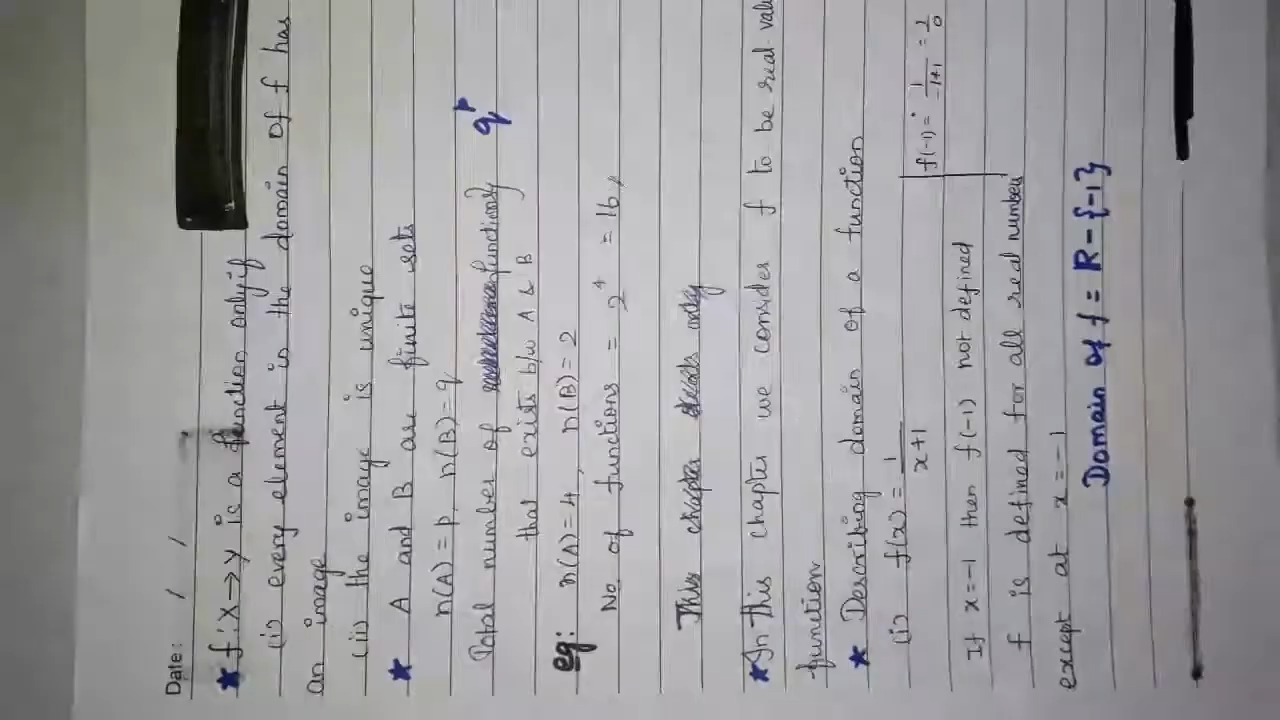 Date: / /
★ f: X → Y is a function only if
(i) every element in the domain of f has
an image
(ii) the image is unique
★ A and B are finite sets
n(A) = p, n(B) = q
Total number of functions q^p
that exists b/w A & B
eg: n(A) = 4, n(B) = 2
No. of functions = 2^4 = 16,
This chapter only
★ In this chapter we consider f to be real valu
function
★ Describing domain of a function
(i) f(x) = 1/(x+1)
f(-1) = 1/(-1+1) = 1/0
If x = -1 then f(-1) not defined
f is defined for all real numbers
except at x = -1
Domain of f = R - {-1}